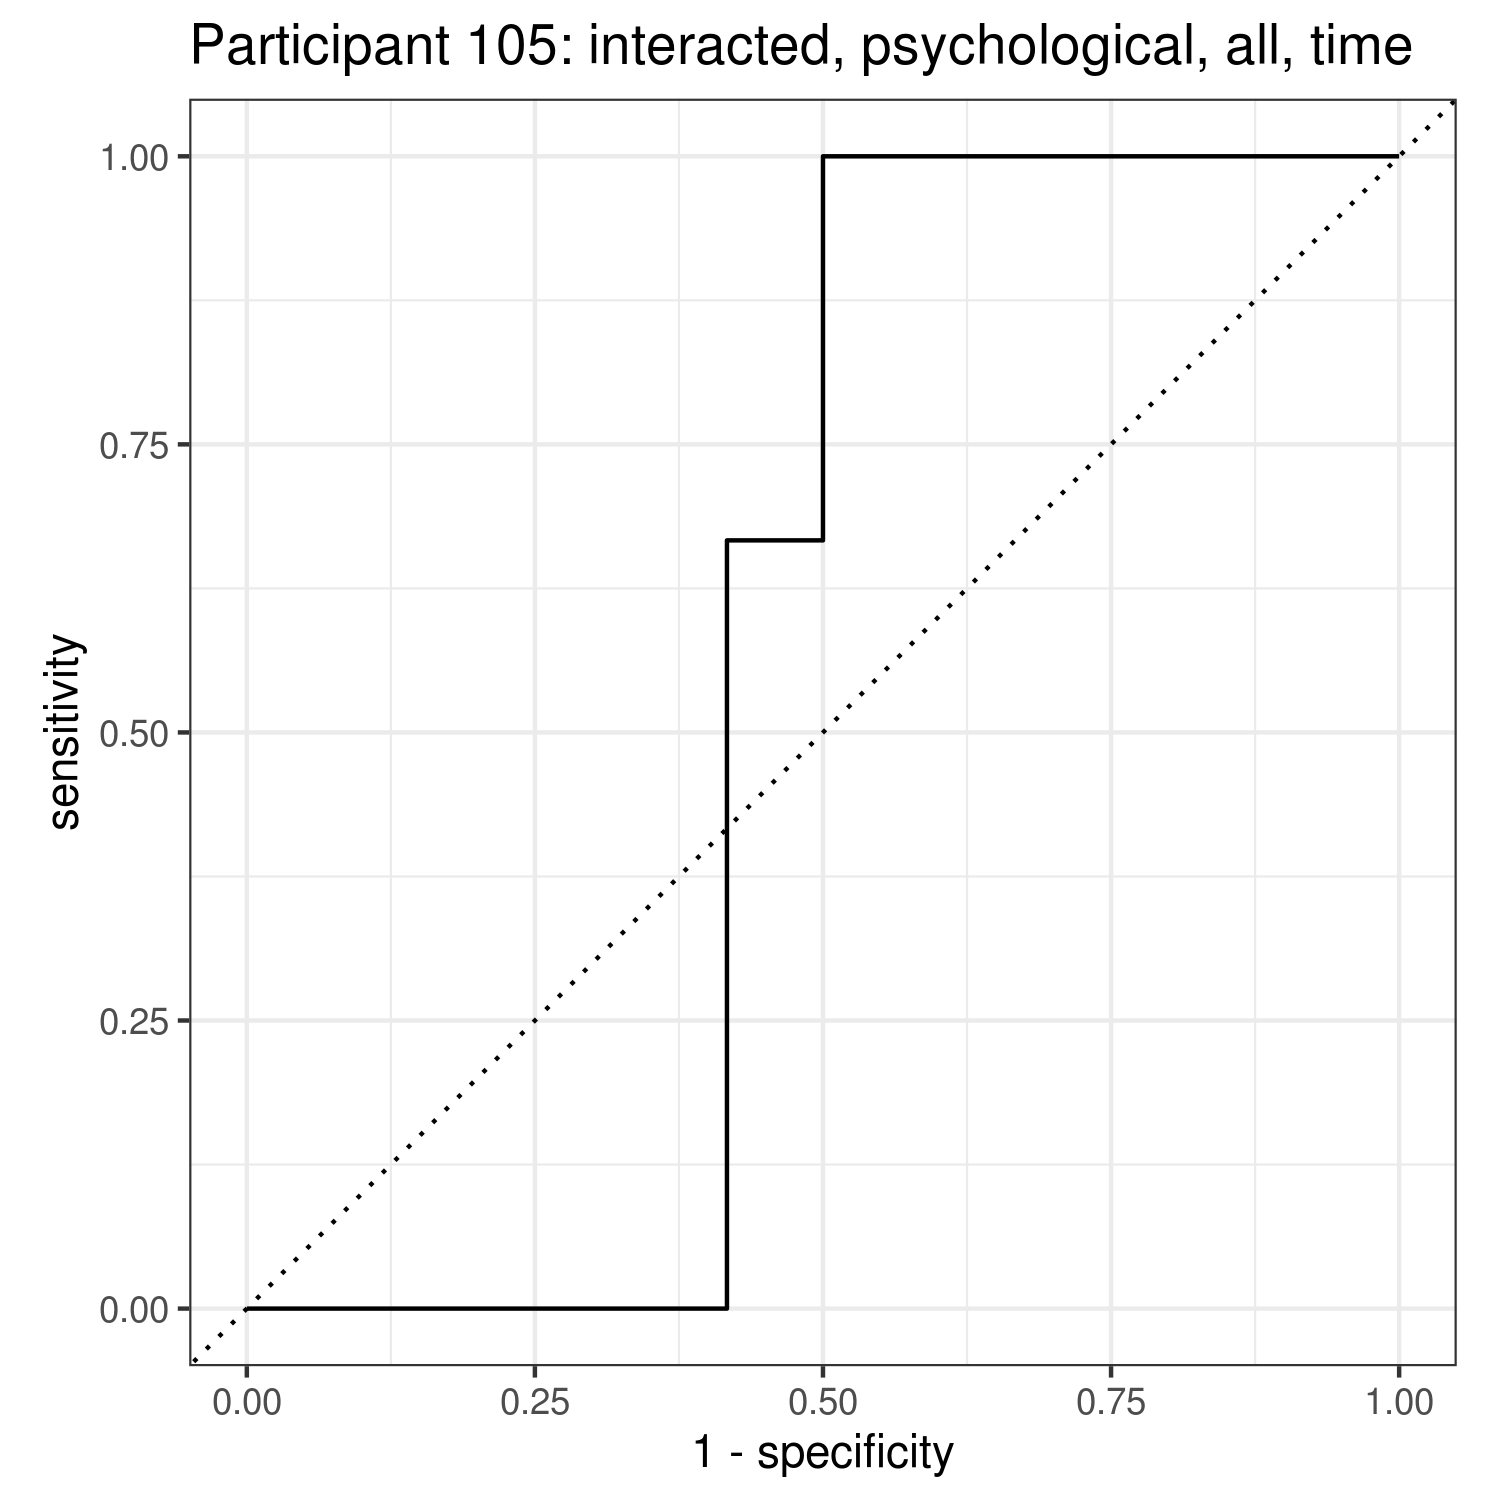 Participant 105: interacted, psychological, all, time
1.00
0.75
0.50
0.25
0.00
sensitivity
0.00 0.25 0.50 0.75 1.00
1 - specificity